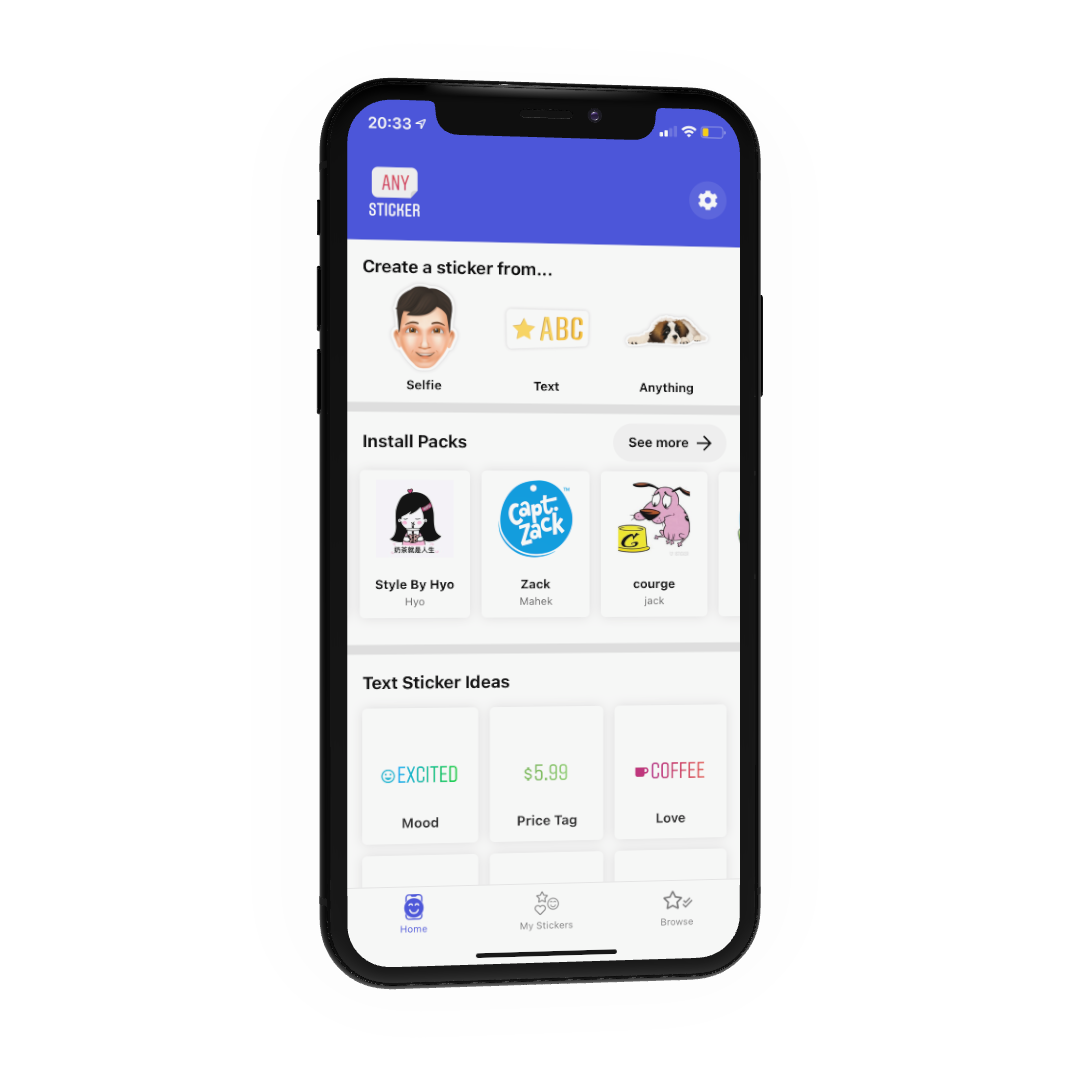 20:33
ANY
STICKER
Create a sticker from...
ABC
Selfie
Text
Anything
Install Packs
See more
奶茶就是人生..
Capt.
Zack
TM
C
Style By Hyo
Hyo
Zack
Mahek
courge
jack
Text Sticker Ideas
EXCITED
$5.99
COFFEE
Mood
Price Tag
Love
Home
My Stickers
Browse